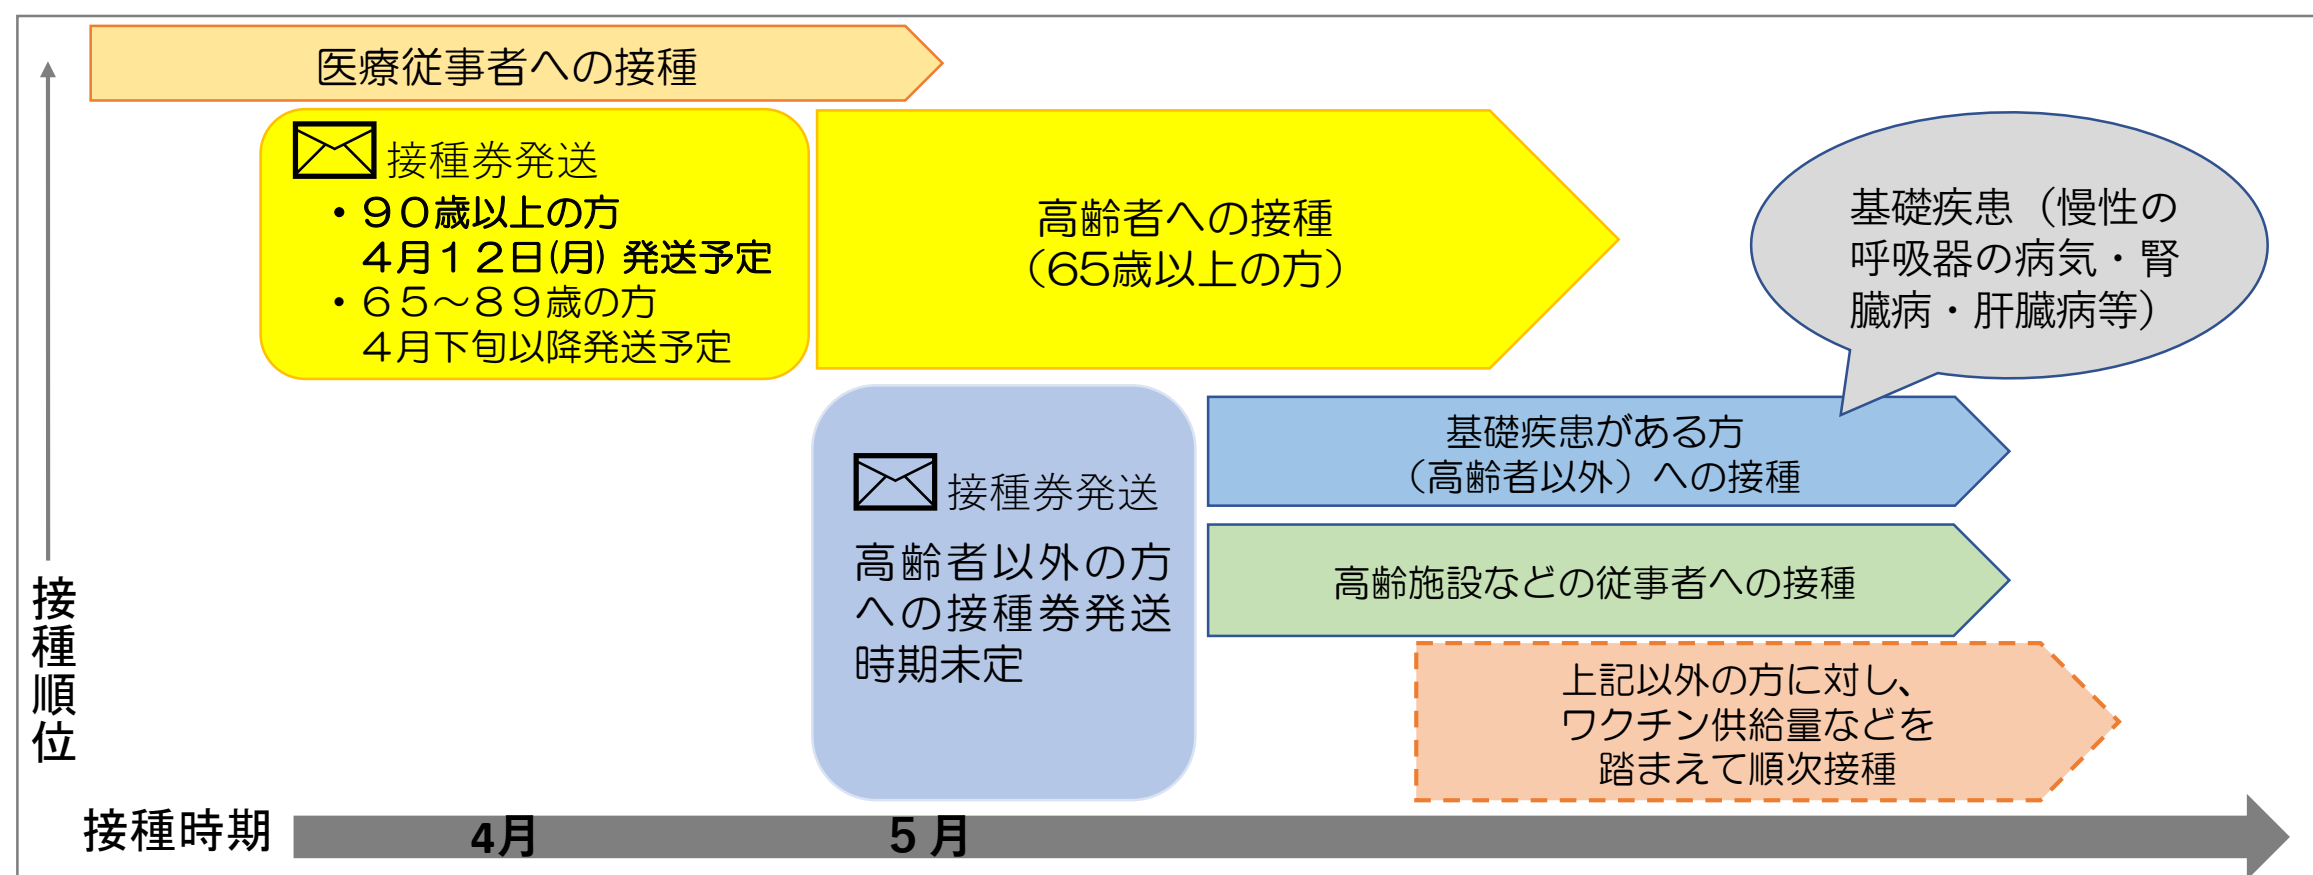 医療従事者への接種
接種券発送
・９０歳以上の方
４月１２日(月) 発送予定
・６５～８９歳の方
４月下旬以降発送予定
高齢者への接種
（65歳以上の方）
基礎疾患（慢性の
呼吸器の病気・腎
臓病・肝臓病等）
接種券発送
高齢者以外の方
への接種券発送
時期未定
基礎疾患がある方
（高齢者以外）への接種
高齢施設などの従事者への接種
上記以外の方に対し、
ワクチン供給量などを
踏まえて順次接種
接種順位
接種時期
4月
5 月